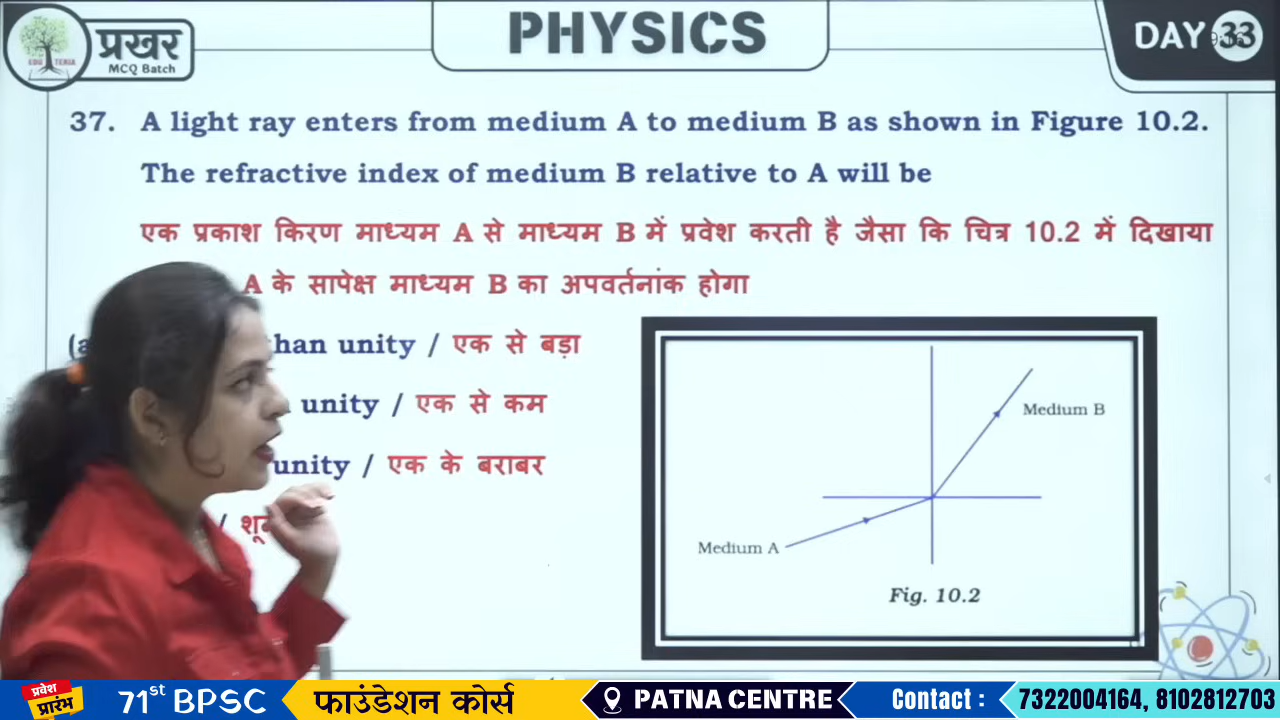 प्रखर
MCQ Batch
EDU TERIA
PHYSICS
DAY 33
37. A light ray enters from medium A to medium B as shown in Figure 10.2.
The refractive index of medium B relative to A will be
एक प्रकाश किरण माध्यम A से माध्यम B में प्रवेश करती है जैसा कि चित्र 10.2 में दिखाया
A के सापेक्ष माध्यम B का अपवर्तनांक होगा
unity / एक से बड़ा
unity / एक से कम
unity / एक के बराबर
/
Medium B
Medium A
Fig. 10.2
प्रवेश
प्रारंभ
71st BPSC
फाउंडेशन कोर्स
PATNA CENTRE
Contact :
7322004164, 8102812703